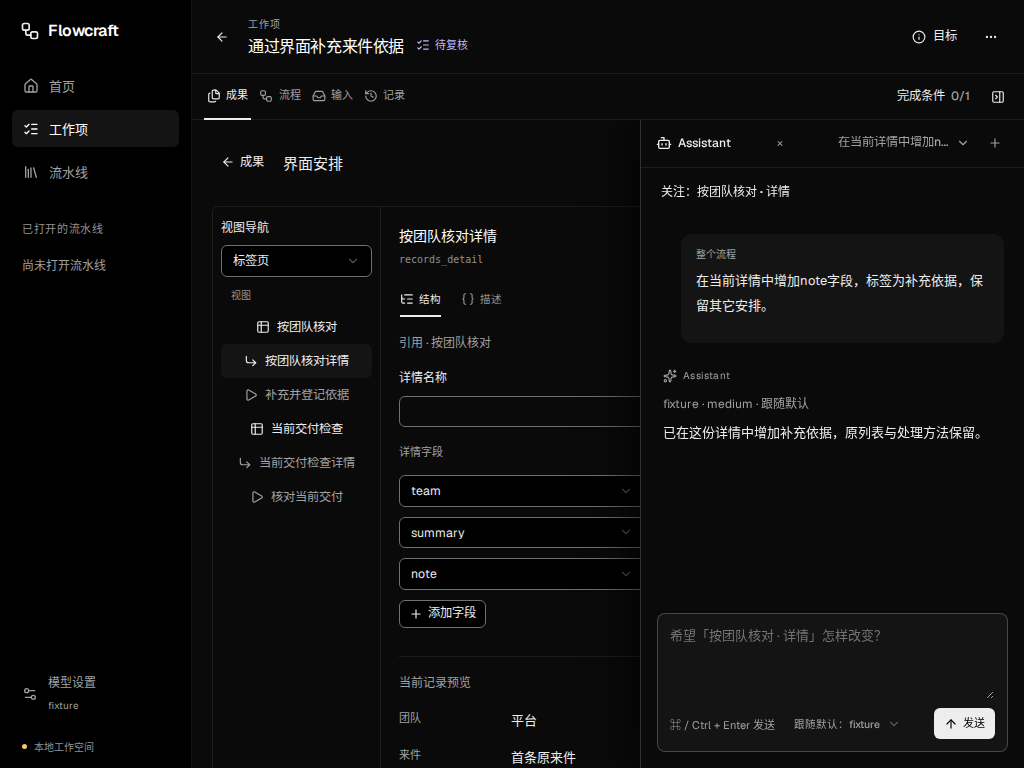 Flowcraft
首页
工作项
流水线
已打开的流水线
尚未打开流水线
模型设置
fixture
本地工作空间
工作项
通过界面补充来件依据
待复核
目标
成果
流程
输入
记录
完成条件 0/1
成果
界面安排
视图导航
标签页
视图
按团队核对
按团队核对详情
补充并登记依据
当前交付检查
当前交付检查详情
核对当前交付
按团队核对详情
records_detail
结构
描述
引用 · 按团队核对
详情名称
详情字段
team
summary
note
添加字段
当前记录预览
团队
平台
来件
首条原来件
Assistant
×
在当前详情中增加n...
关注：按团队核对 · 详情
整个流程
在当前详情中增加note字段，标签为补充依据，保
留其它安排。
Assistant
fixture · medium · 跟随默认
已在这份详情中增加补充依据，原列表与处理方法保留。
希望「按团队核对 · 详情」怎样改变？
⌘ / Ctrl + Enter 发送
跟随默认：fixture
发送